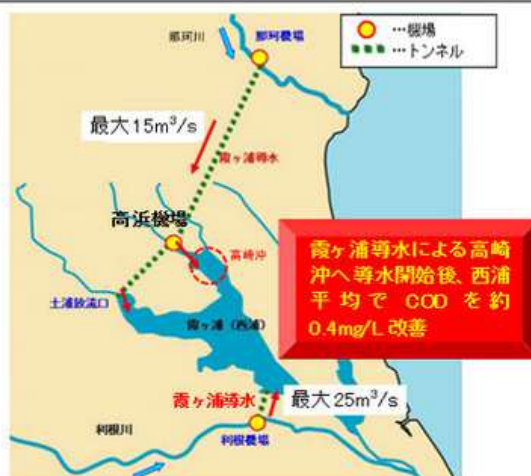 …機場
…トンネル
那珂川
那珂機場
最大15m³/s
霞ヶ浦導水
高浜機場
高崎沖
霞ヶ浦導水による高崎
沖へ導水開始後、西浦
平均で COD を約
0.4mg/L 改善
土浦放流口
霞ヶ浦（西浦）
霞ヶ浦導水
最大25m³/s
利根川
利根機場